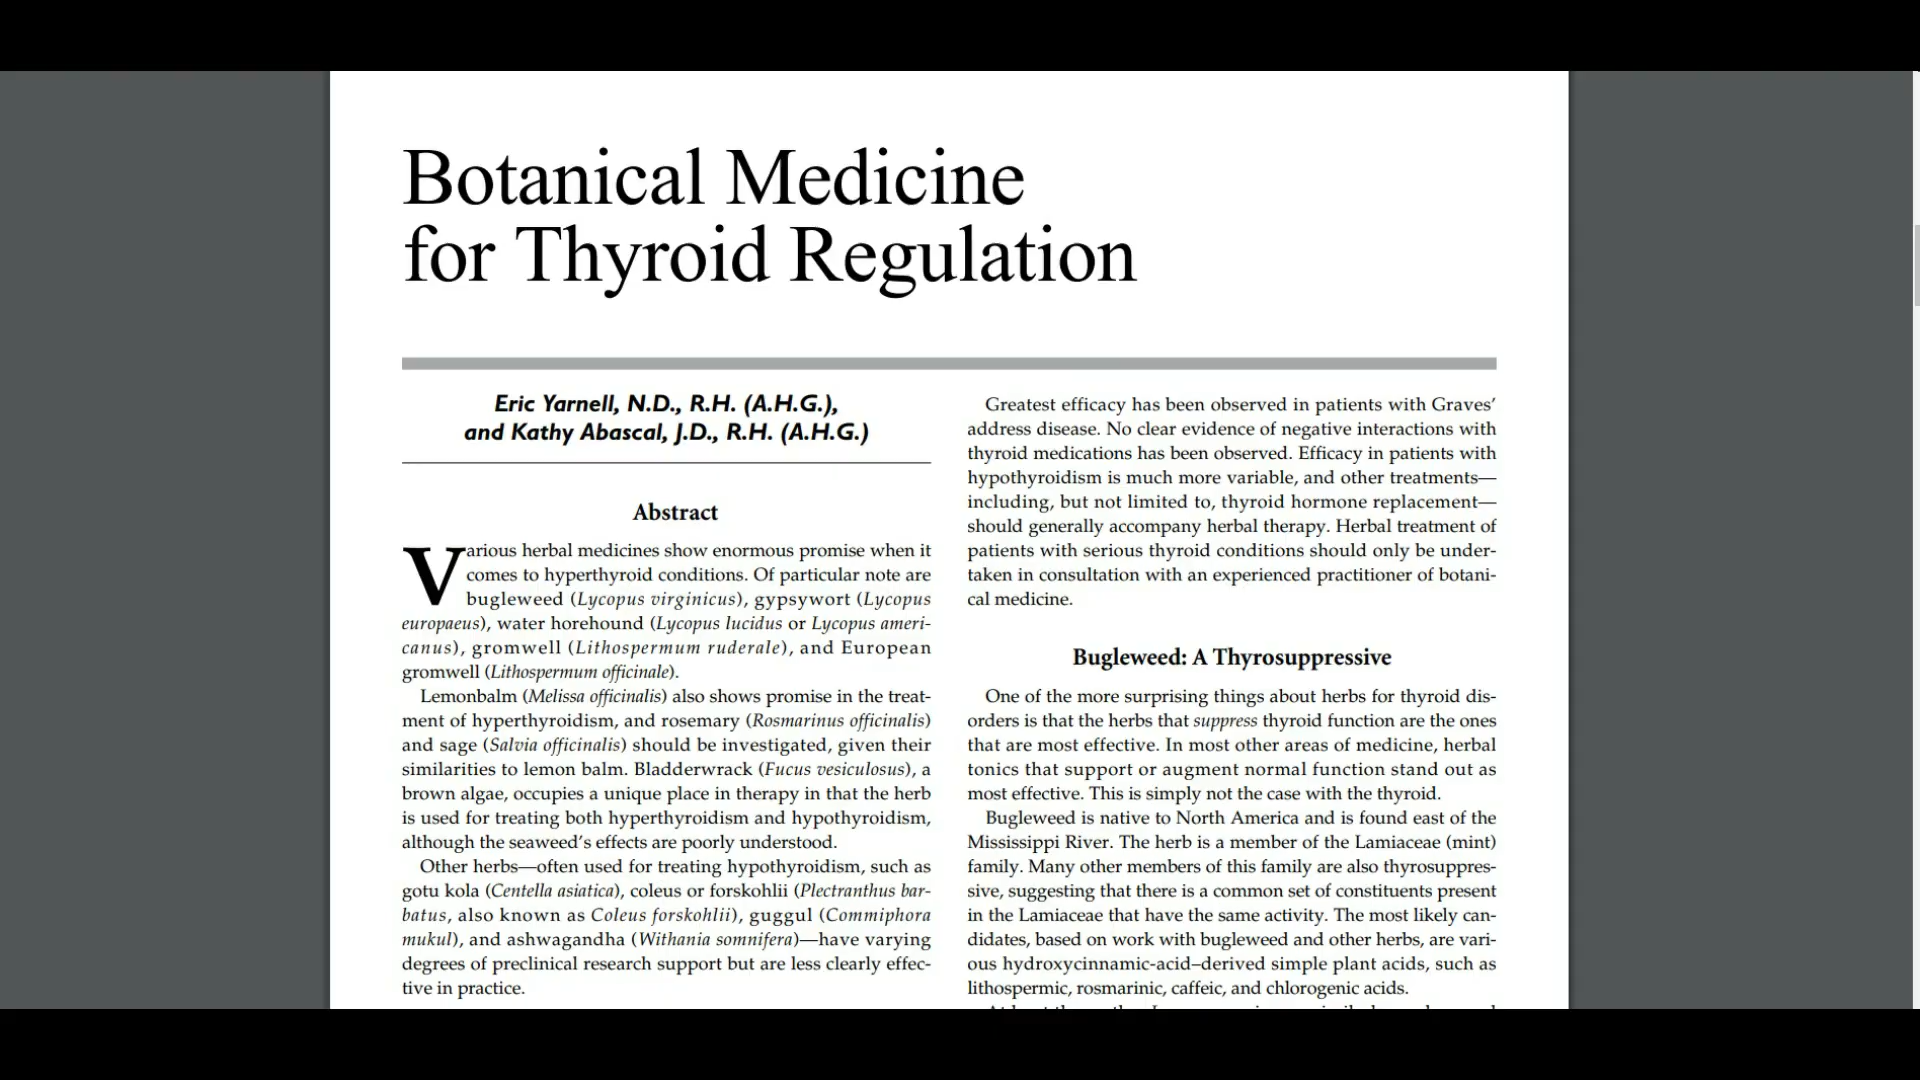 Botanical Medicine
for Thyroid Regulation
Eric Yarnell, N.D., R.H. (A.H.G.),
and Kathy Abascal, J.D., R.H. (A.H.G.)
Abstract
Various herbal medicines show enormous promise when it
comes to hyperthyroid conditions. Of particular note are
bugleweed (Lycopus virginicus), gypsywort (Lycopus
europaeus), water horehound (Lycopus lucidus or Lycopus ameri-
canus), gromwell (Lithospermum ruderale), and European
gromwell (Lithospermum officinale).
Lemonbalm (Melissa officinalis) also shows promise in the treat-
ment of hyperthyroidism, and rosemary (Rosmarinus officinalis)
and sage (Salvia officinalis) should be investigated, given their
similarities to lemon balm. Bladderwrack (Fucus vesiculosus), a
brown algae, occupies a unique place in therapy in that the herb
is used for treating both hyperthyroidism and hypothyroidism,
although the seaweed's effects are poorly understood.
Other herbs—often used for treating hypothyroidism, such as
gotu kola (Centella asiatica), coleus or forskohlii (Plectranthus bar-
batus, also known as Coleus forskohlii), guggul (Commiphora
mukul), and ashwagandha (Withania somnifera)—have varying
degrees of preclinical research support but are less clearly effec-
tive in practice.
Greatest efficacy has been observed in patients with Graves'
address disease. No clear evidence of negative interactions with
thyroid medications has been observed. Efficacy in patients with
hypothyroidism is much more variable, and other treatments—
including, but not limited to, thyroid hormone replacement—
should generally accompany herbal therapy. Herbal treatment of
patients with serious thyroid conditions should only be under-
taken in consultation with an experienced practitioner of botani-
cal medicine.
Bugleweed: A Thyrosuppressive
One of the more surprising things about herbs for thyroid dis-
orders is that the herbs that suppress thyroid function are the ones
that are most effective. In most other areas of medicine, herbal
tonics that support or augment normal function stand out as
most effective. This is simply not the case with the thyroid.
Bugleweed is native to North America and is found east of the
Mississippi River. The herb is a member of the Lamiaceae (mint)
family. Many other members of this family are also thyrosuppres-
sive, suggesting that there is a common set of constituents present
in the Lamiaceae that have the same activity. The most likely can-
didates, based on work with bugleweed and other herbs, are vari-
ous hydroxycinnamic-acid–derived simple plant acids, such as
lithospermic, rosmarinic, caffeic, and chlorogenic acids.